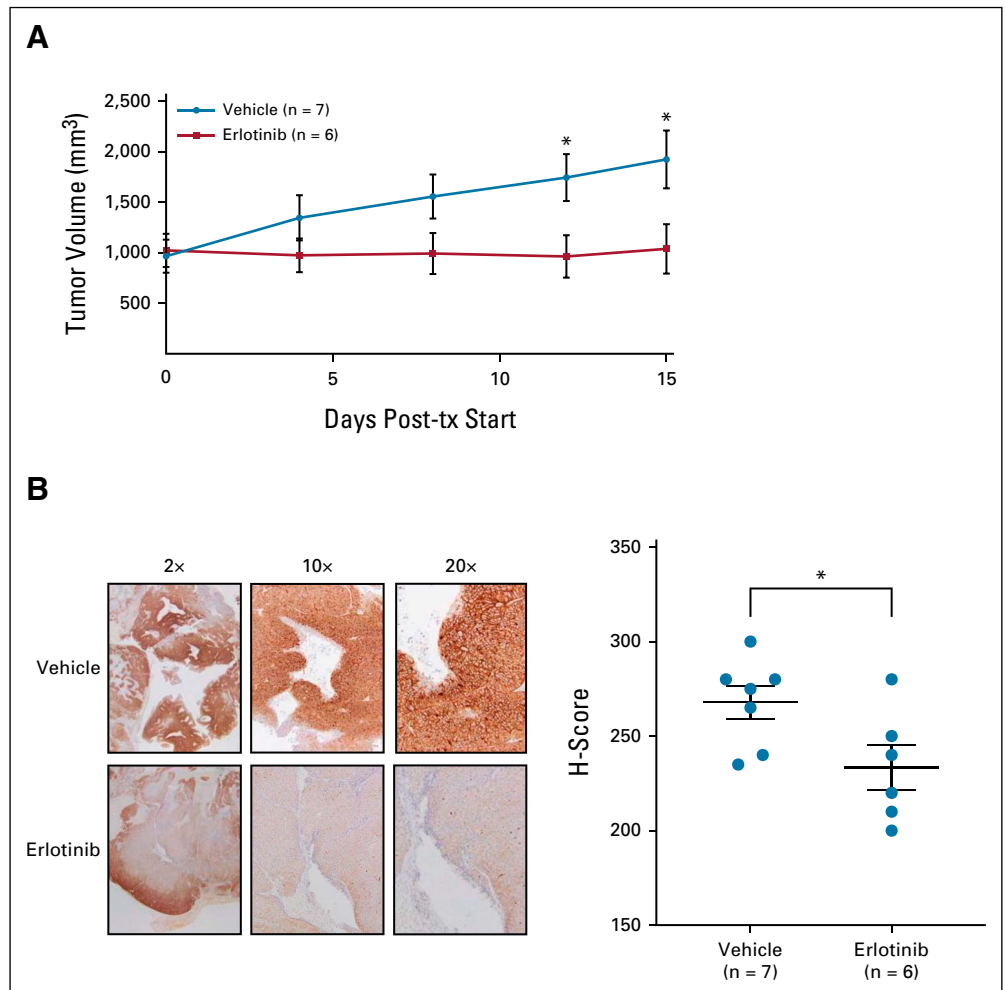 A
Tumor Volume (mm³)
2,500
2,000
1,500
1,000
500
Vehicle (n = 7)
Erlotinib (n = 6)
*
*
0
5
10
15
Days Post-tx Start
B
2×
10×
20×
Vehicle
Erlotinib
H-Score
350
300
250
200
150
*
Vehicle
(n = 7)
Erlotinib
(n = 6)